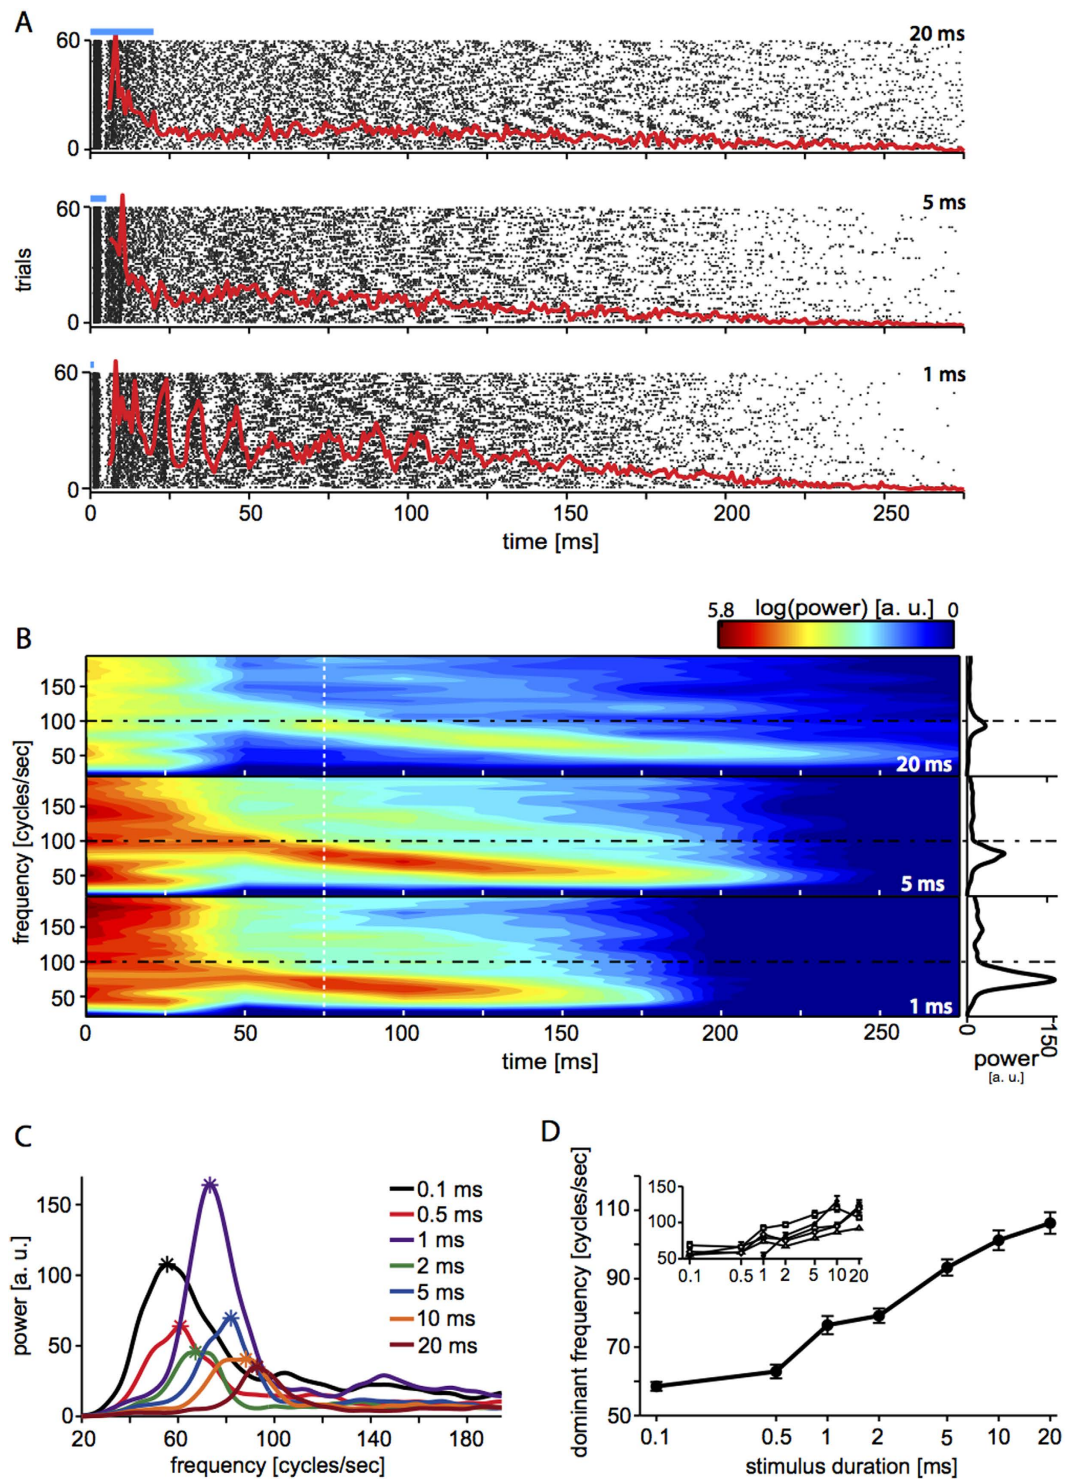 A
20 ms
60
0
5 ms
60
0
trials
1 ms
60
0
0 50 100 150 200 250
time [ms]
5.8 log(power) [a. u.] 0
B
150
100
50
20 ms
150
100
50
5 ms
150
100
50
1 ms
frequency [cycles/sec]
0 50 100 150 200 250
time [ms]
0 150
power
[a. u.]
C
150
100
50
0
power [a. u.]
0.1 ms
0.5 ms
1 ms
2 ms
5 ms
10 ms
20 ms
20 60 100 140 180
frequency [cycles/sec]
D
110
90
70
50
dominant frequency [cycles/sec]
150
100
50
0.1 0.5 1 2 5 10 20
0.1 0.5 1 2 5 10 20
stimulus duration [ms]